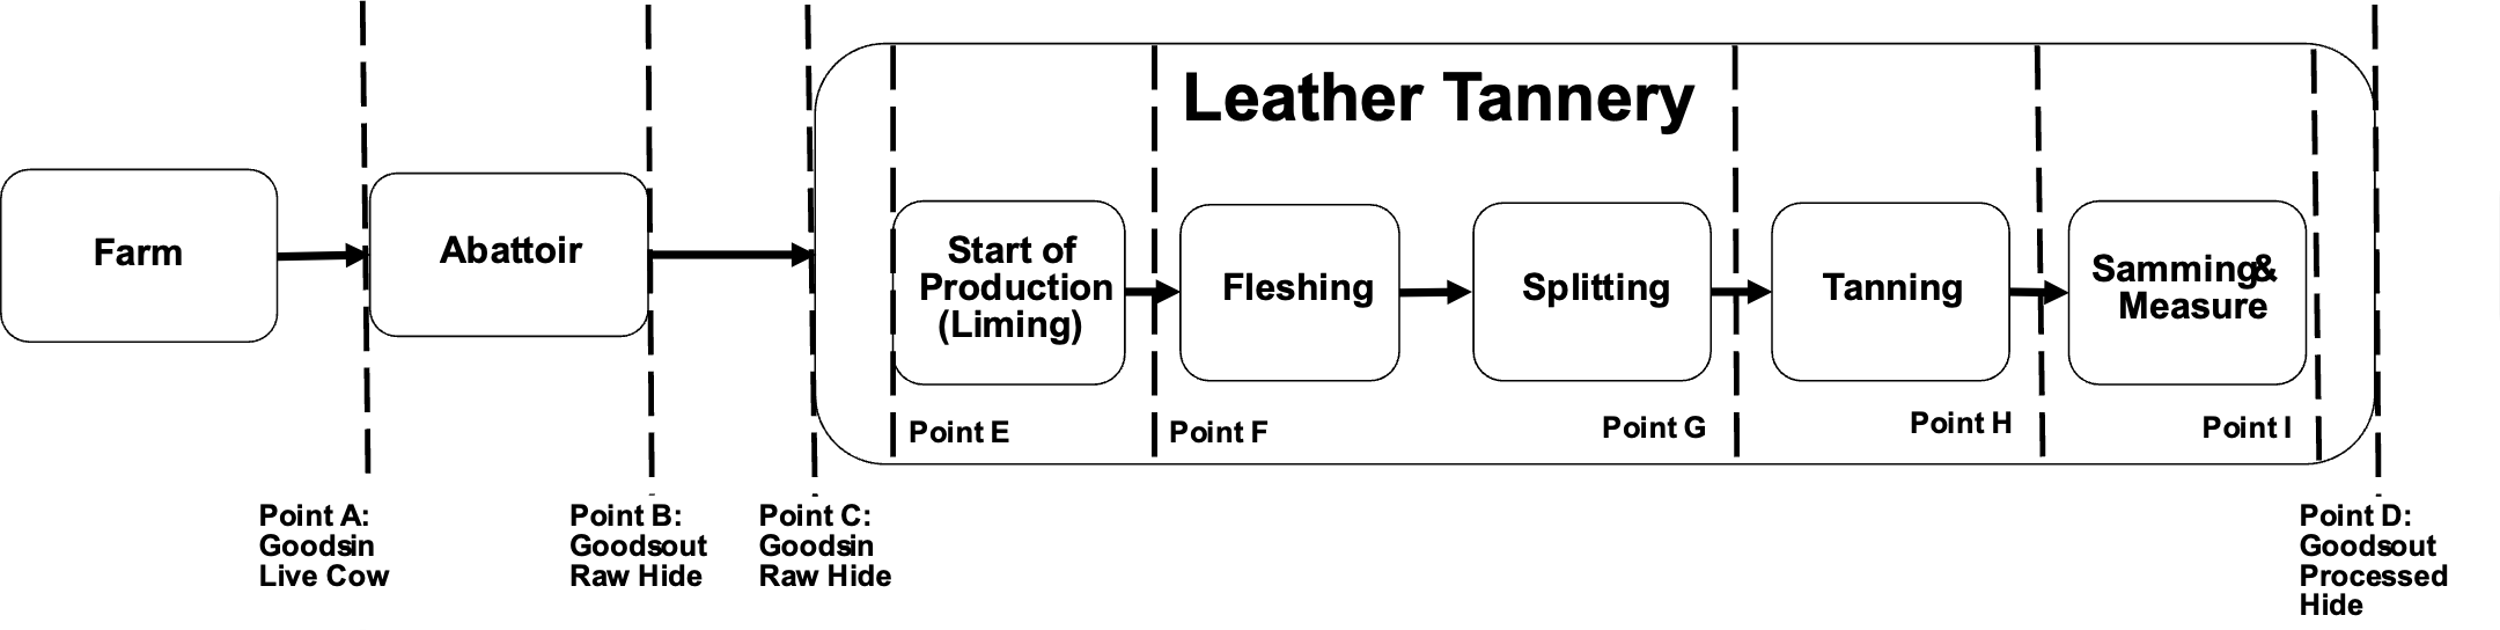 Leather Tannery
Farm
Abattoir
Start of
Production
(Liming)
Fleshing
Splitting
Tanning
Samming&
Measure
Point E
Point F
Point G
Point H
Point I
Point A:
Goodsin
Live Cow
Point B:
Goodsout
Raw Hide
Point C:
Goodsin
Raw Hide
Point D:
Goodsout
Processed
Hide